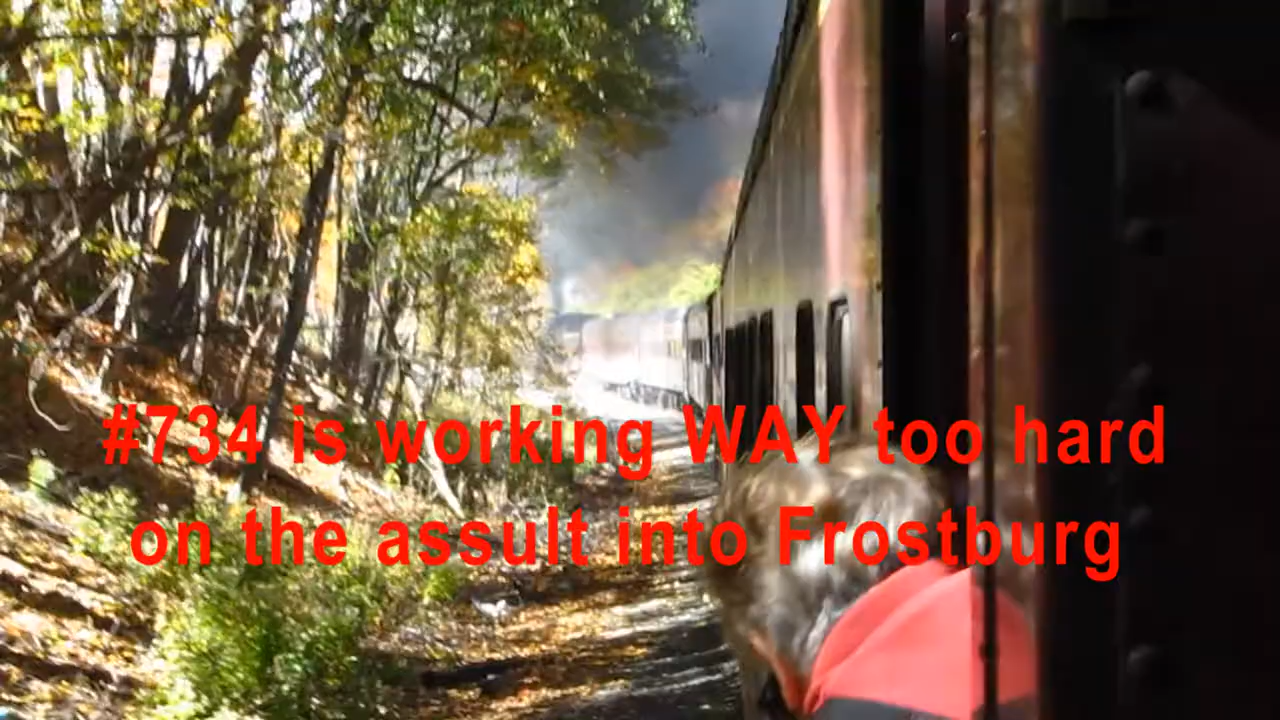 #734 is working WAY too hard
on the assult into Frostburg